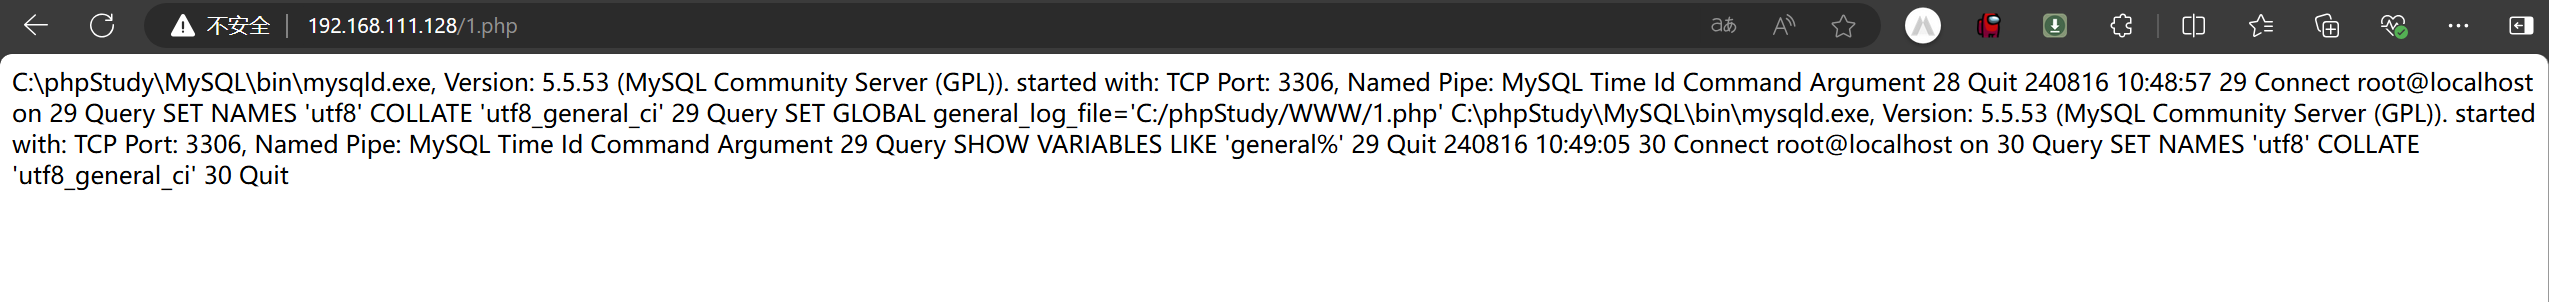 不安全 192.168.111.128/1.php aあ A
C:\phpStudy\MySQL\bin\mysqld.exe, Version: 5.5.53 (MySQL Community Server (GPL)). started with: TCP Port: 3306, Named Pipe: MySQL Time Id Command Argument 28 Quit 240816 10:48:57 29 Connect root@localhost
on 29 Query SET NAMES 'utf8' COLLATE 'utf8_general_ci' 29 Query SET GLOBAL general_log_file='C:/phpStudy/WWW/1.php' C:\phpStudy\MySQL\bin\mysqld.exe, Version: 5.5.53 (MySQL Community Server (GPL)). started
with: TCP Port: 3306, Named Pipe: MySQL Time Id Command Argument 29 Query SHOW VARIABLES LIKE 'general%' 29 Quit 240816 10:49:05 30 Connect root@localhost on 30 Query SET NAMES 'utf8' COLLATE
'utf8_general_ci' 30 Quit